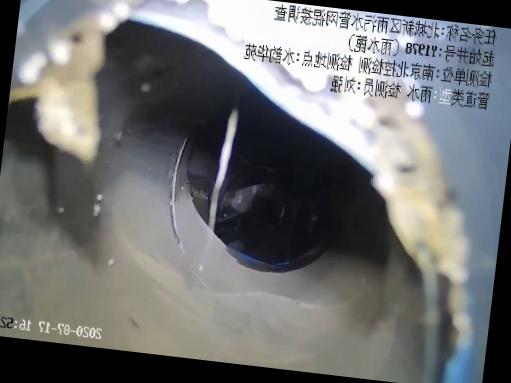 任务名称:北城新区雨污水管网混接调查
起始井号:Y1978(雨水篦)
检测单位:南京北控检测 检测地点:水韵华苑
管道类型:雨水 检测员:刘强
2020-07-17 16:52